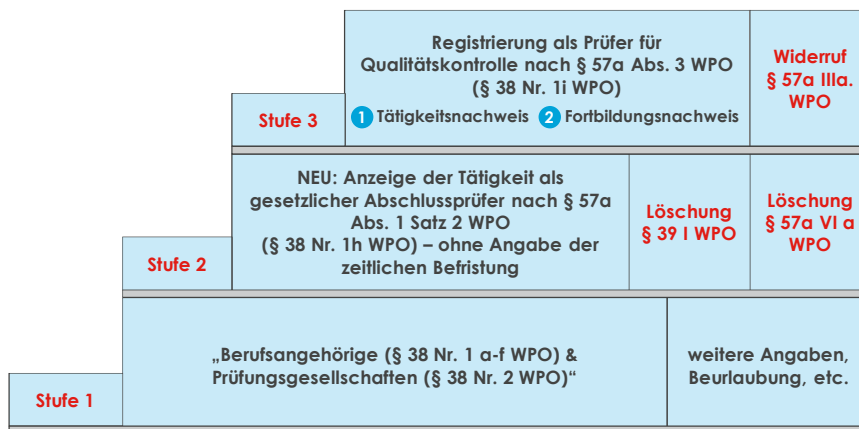 Registrierung als Prüfer für
Qualitätskontrolle nach § 57a Abs. 3 WPO
(§ 38 Nr. 1i WPO)
1 Tätigkeitsnachweis 2 Fortbildungsnachweis
Widerruf
§ 57a IIIa.
WPO
Stufe 3
NEU: Anzeige der Tätigkeit als
gesetzlicher Abschlussprüfer nach § 57a
Abs. 1 Satz 2 WPO
(§ 38 Nr. 1h WPO) – ohne Angabe der
zeitlichen Befristung
Löschung
§ 39 I WPO
Löschung
§ 57a VI a
WPO
Stufe 2
„Berufsangehörige (§ 38 Nr. 1 a-f WPO) &
Prüfungsgesellschaften (§ 38 Nr. 2 WPO)“
weitere Angaben,
Beurlaubung, etc.
Stufe 1